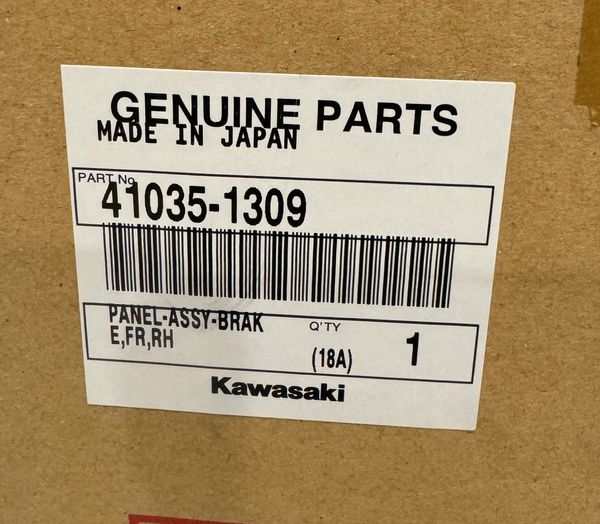 GENUINE PARTS
MADE IN JAPAN
PART No.
41035-1309
PANEL-ASSY-BRAK
E,FR,RH
Q'TY
(18A)
1
Kawasaki